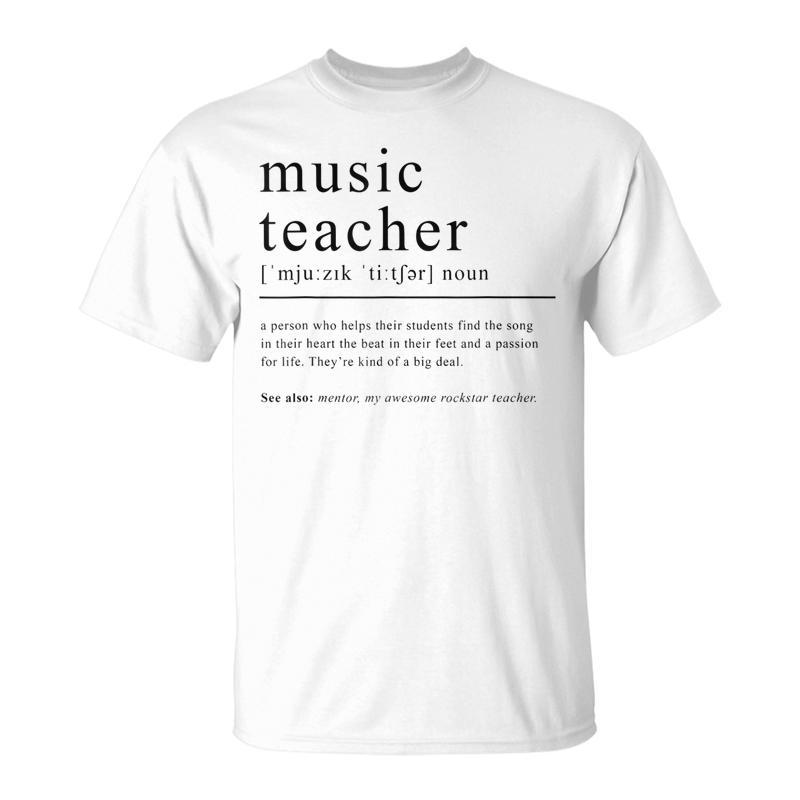 music
teacher
[ˈmjuːzɪk ˈtiːtʃər] noun
a person who helps their students find the song
in their heart the beat in their feet and a passion
for life. They’re kind of a big deal.
See also: mentor, my awesome rockstar teacher.